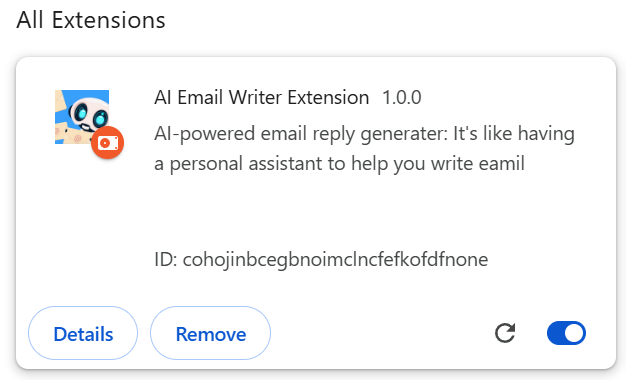 All Extensions
AI Email Writer Extension 1.0.0
AI-powered email reply generater: It's like having
a personal assistant to help you write eamil
ID: cohojinbcegbnoimclncfefkofdfnone
Details Remove